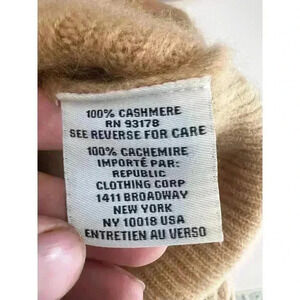 100% CASHMERE
RN 93178
SEE REVERSE FOR CARE
100% CACHEMIRE
IMPORTÉ PAR:
REPUBLIC
CLOTHING CORP
1411 BROADWAY
NEW YORK
NY 10018 USA
ENTRETIEN AU VERSO